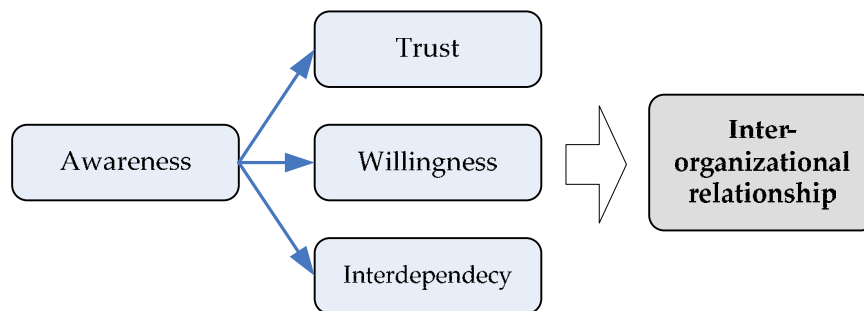 Trust
Awareness
Willingness
Interdependecy
Inter-
organizational
relationship